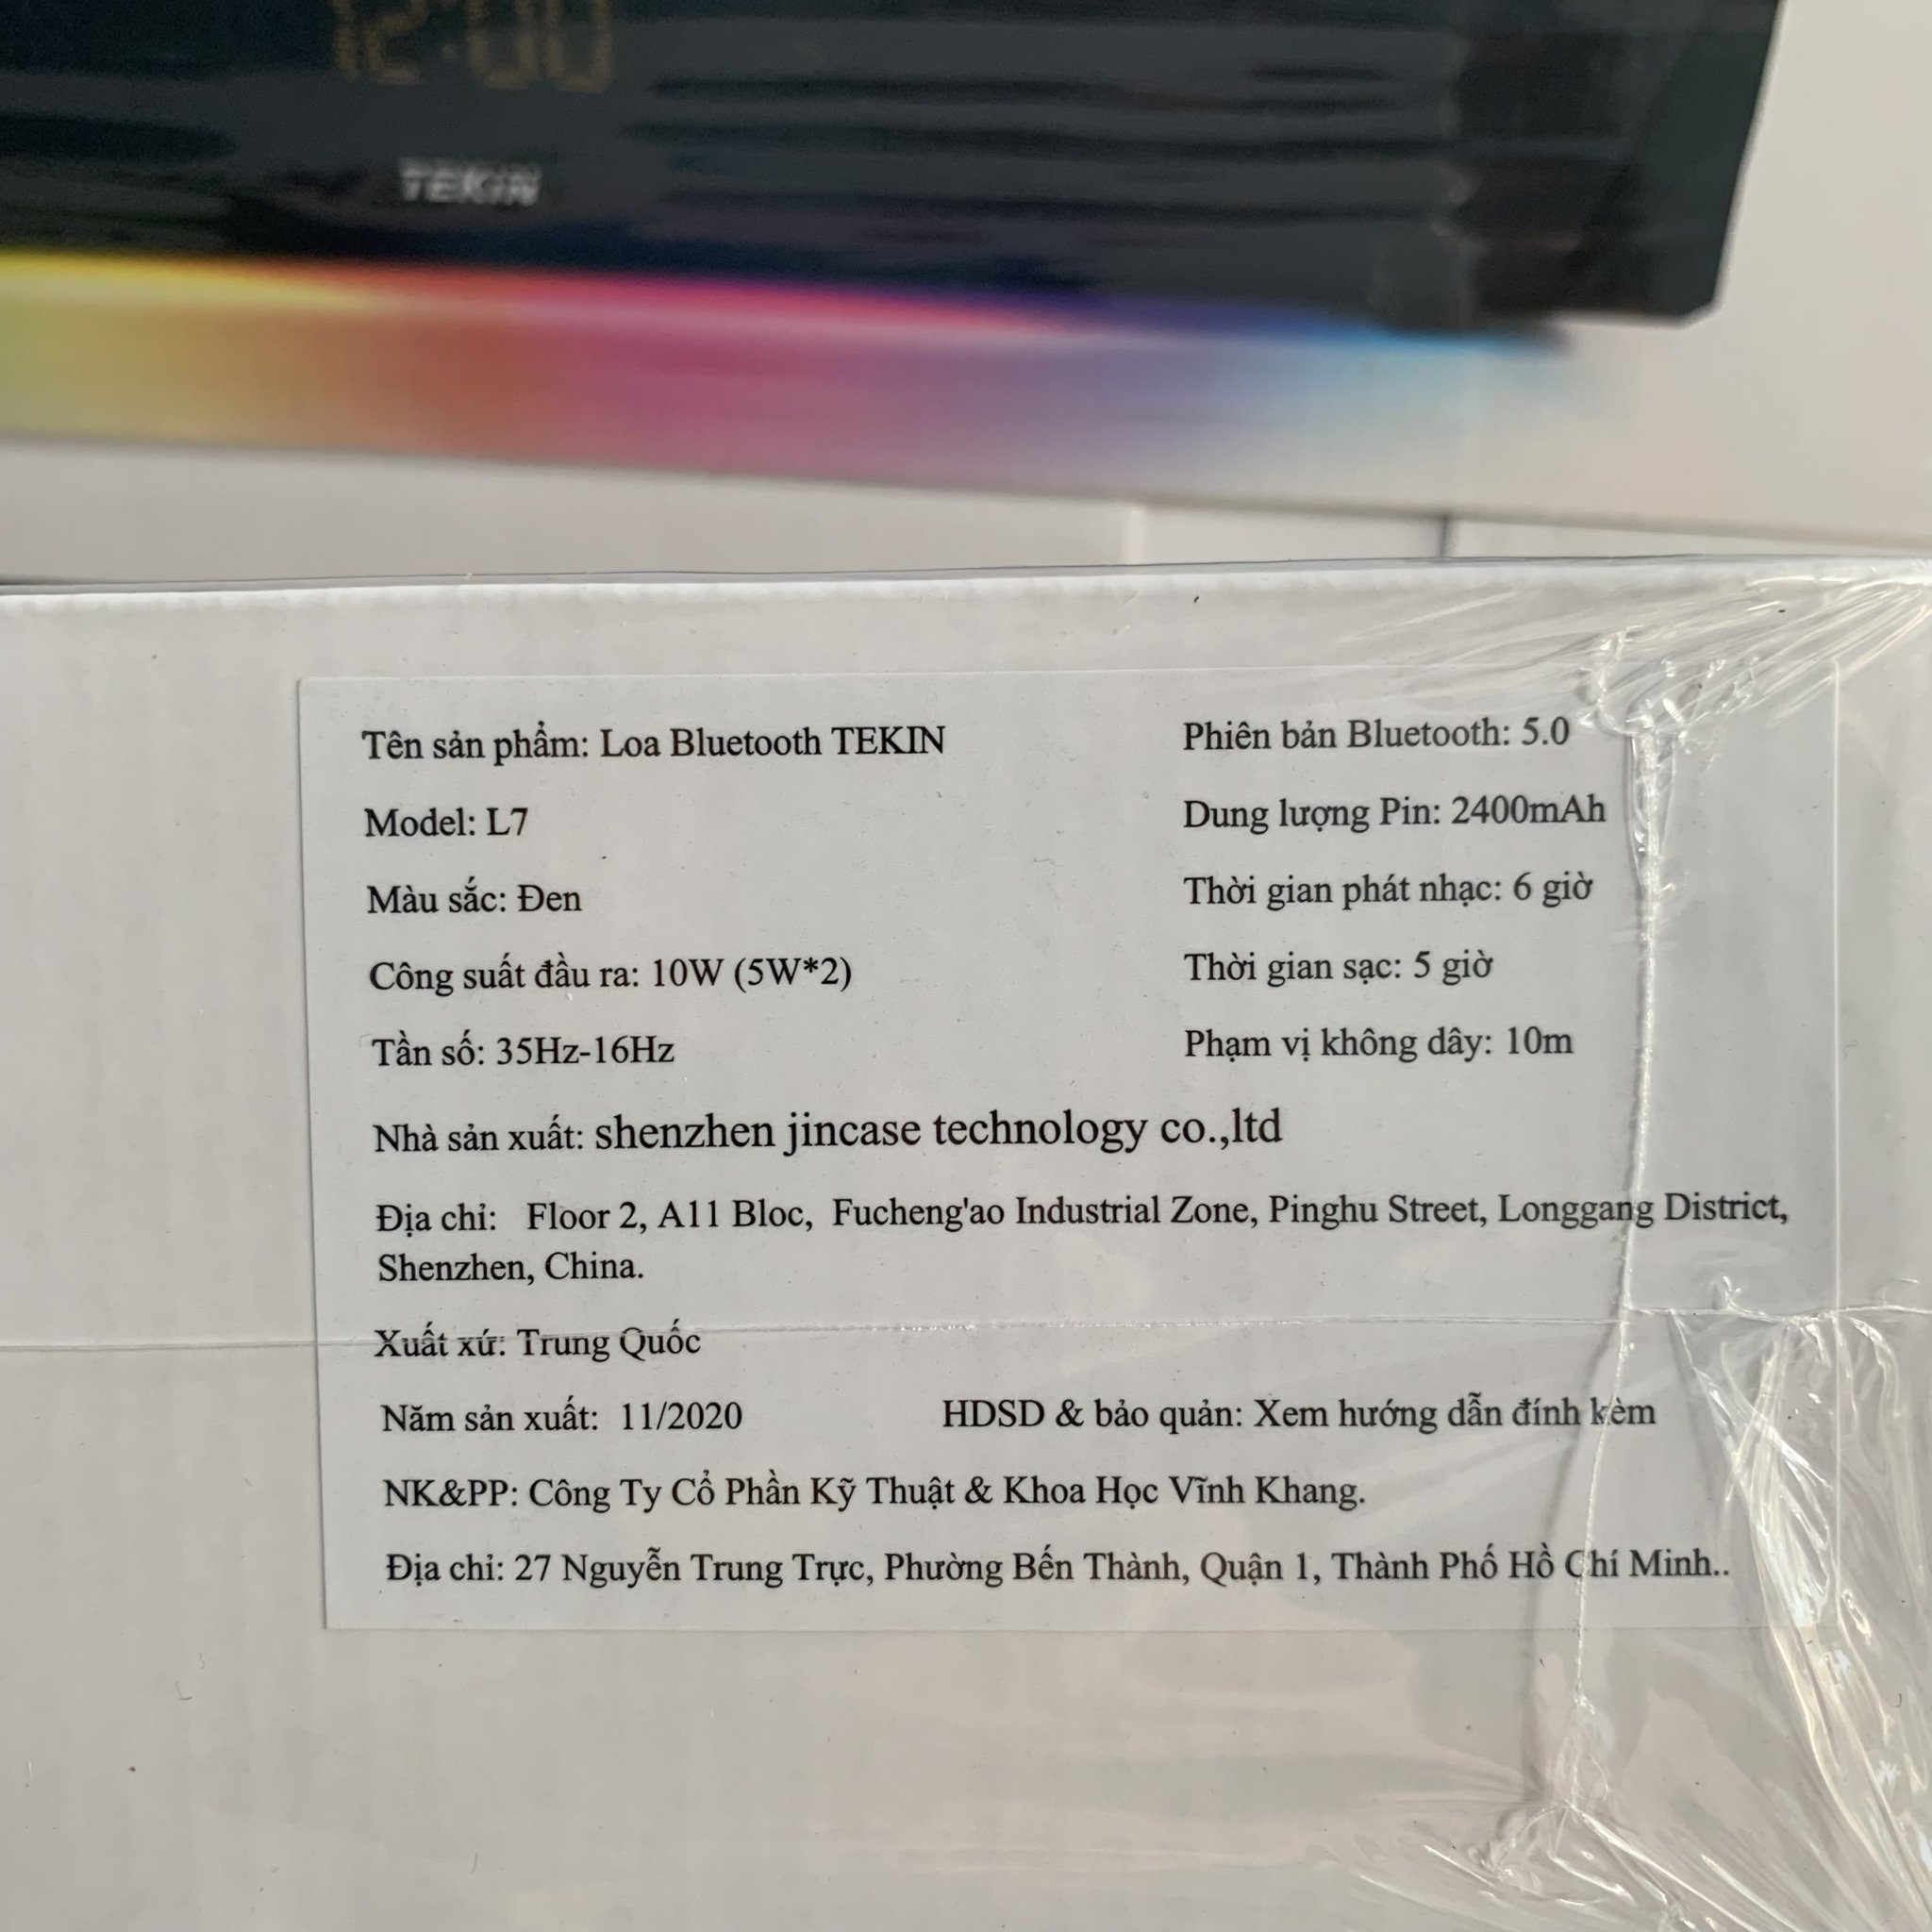 12:00
TEKIN
Tên sản phẩm: Loa Bluetooth TEKIN
Phiên bản Bluetooth: 5.0
Model: L7
Dung lượng Pin: 2400mAh
Màu sắc: Đen
Thời gian phát nhạc: 6 giờ
Công suất đầu ra: 10W (5W*2)
Thời gian sạc: 5 giờ
Tần số: 35Hz-16Hz
Phạm vị không dây: 10m
Nhà sản xuất: shenzhen jincase technology co.,ltd
Địa chỉ: Floor 2, A11 Bloc, Fucheng'ao Industrial Zone, Pinghu Street, Longgang District,
Shenzhen, China.
Xuất xứ: Trung Quốc
Năm sản xuất: 11/2020
HDSD & bảo quản: Xem hướng dẫn đính kèm
NK&PP: Công Ty Cổ Phần Kỹ Thuật & Khoa Học Vĩnh Khang.
Địa chỉ: 27 Nguyễn Trung Trực, Phường Bến Thành, Quận 1, Thành Phố Hồ Chí Minh..